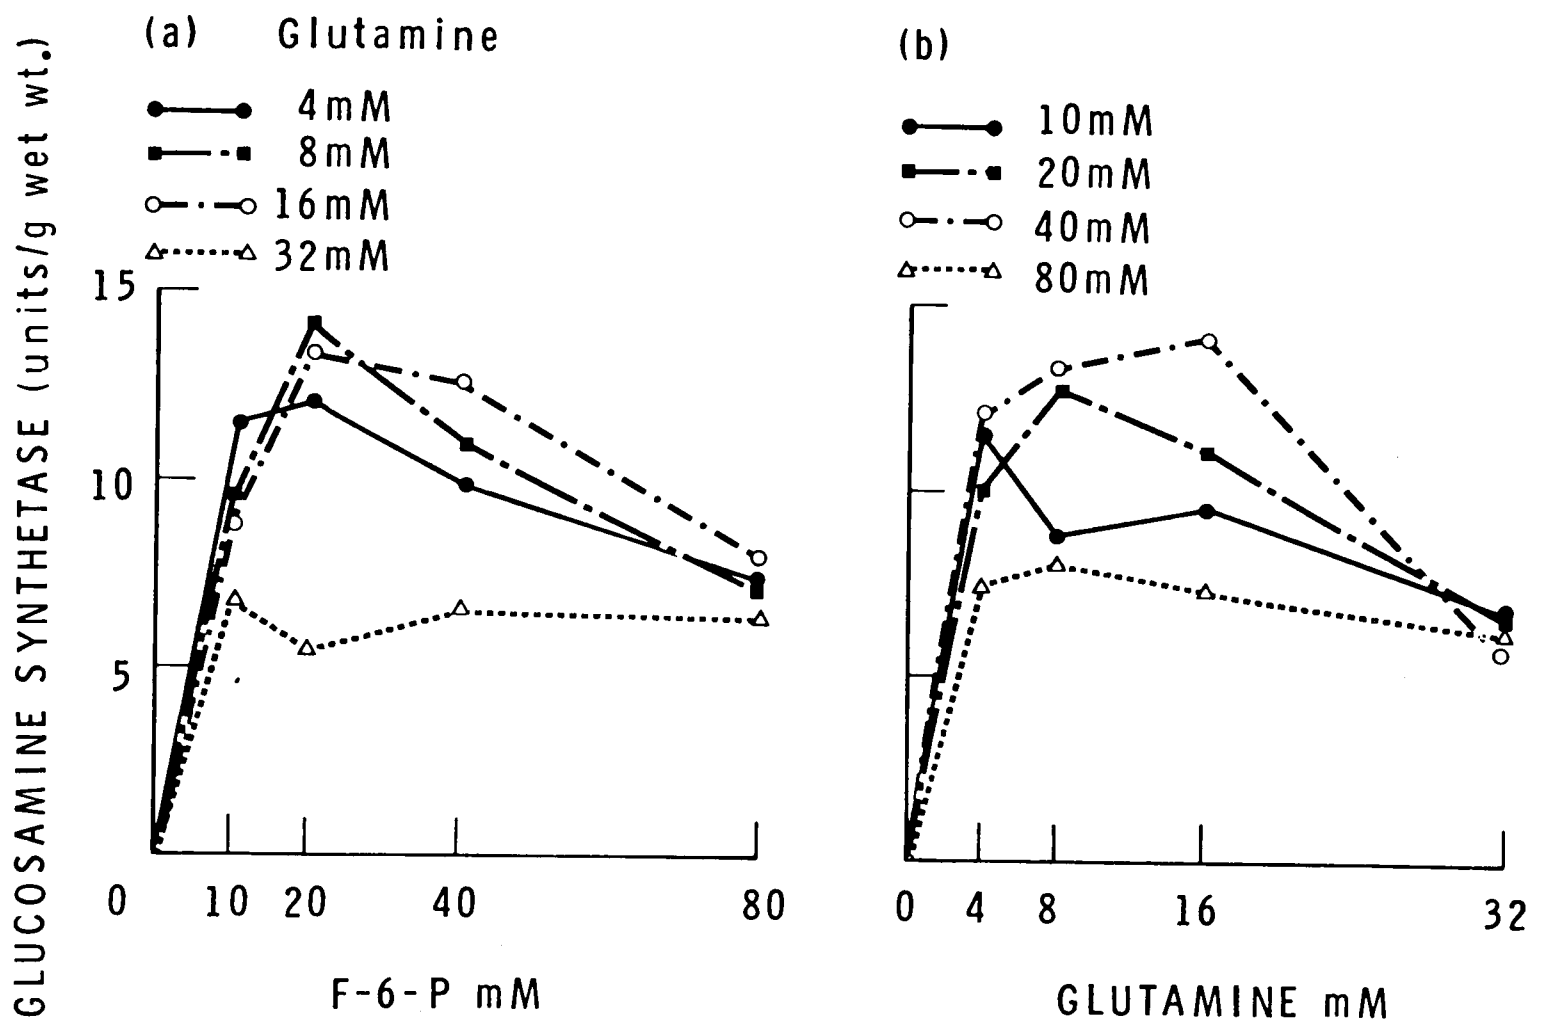 GLUCOSAMINE SYNTHETASE (units/g wet wt.)
(a) Glutamine
4mM
8mM
16mM
32mM
15
10
5
0 10 20 40 80
F-6-P mM
(b)
10mM
20mM
40mM
80mM
0 4 8 16 32
GLUTAMINE mM